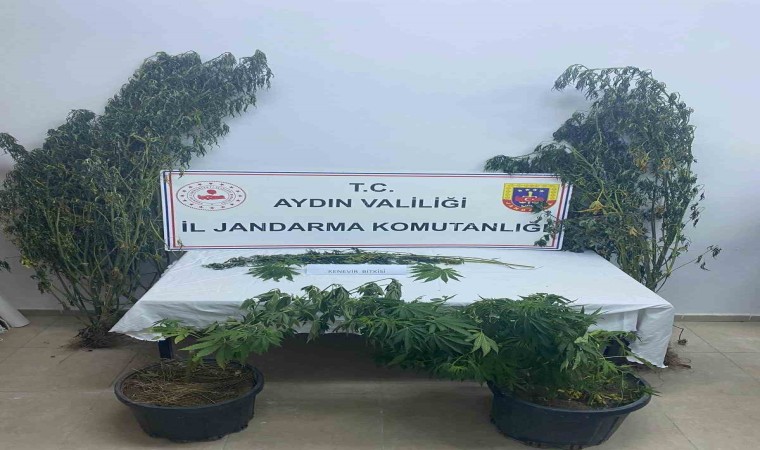 T.C.
AYDIN VALİLİĞİ
İL JANDARMA KOMUTANLIĞI
KENEVİR BİTKİSİ